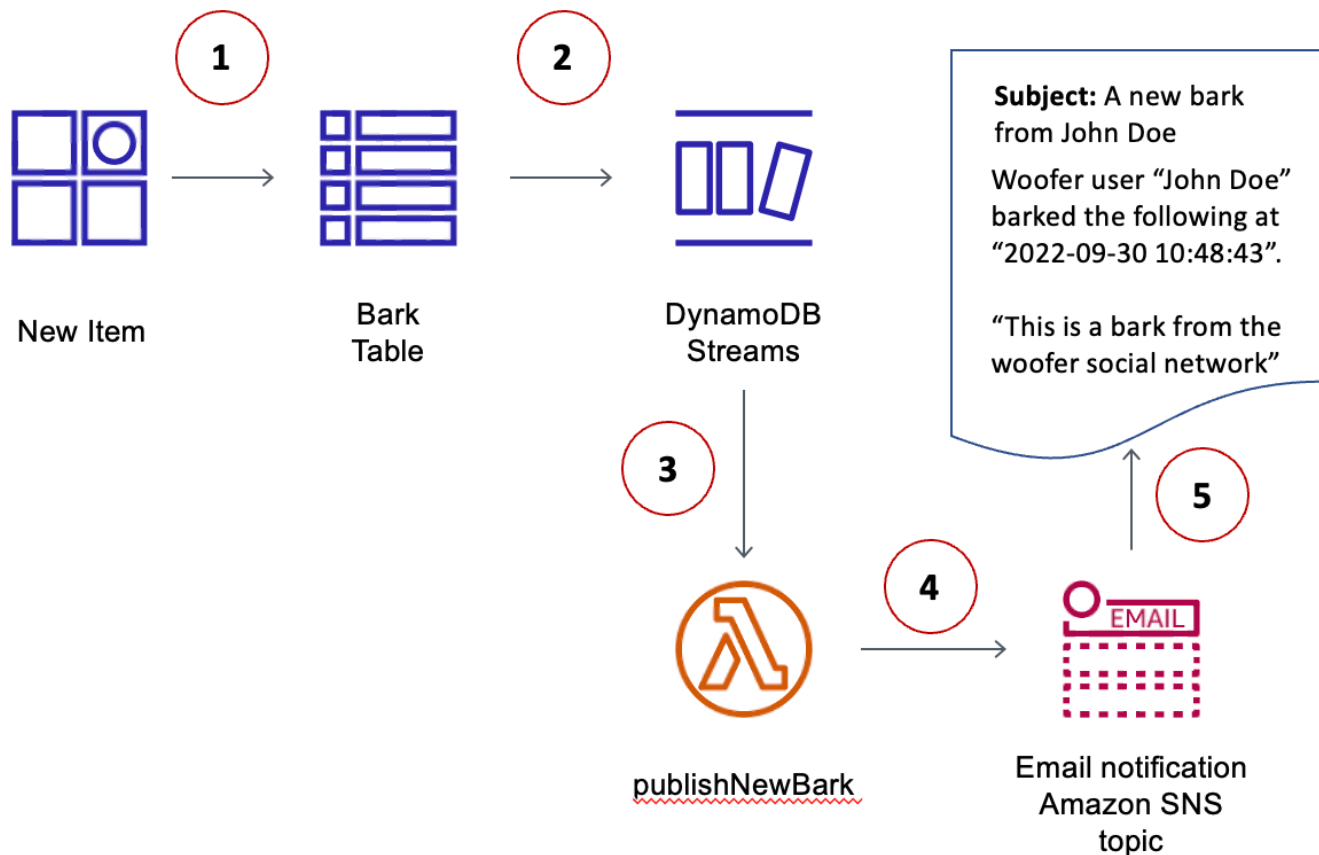 1
2
New Item
Bark
Table
DynamoDB
Streams
Subject: A new bark
from John Doe
Woofer user “John Doe”
barked the following at
“2022-09-30 10:48:43”.
“This is a bark from the
woofer social network”
3
4
5
publishNewBark
EMAIL
Email notification
Amazon SNS
topic